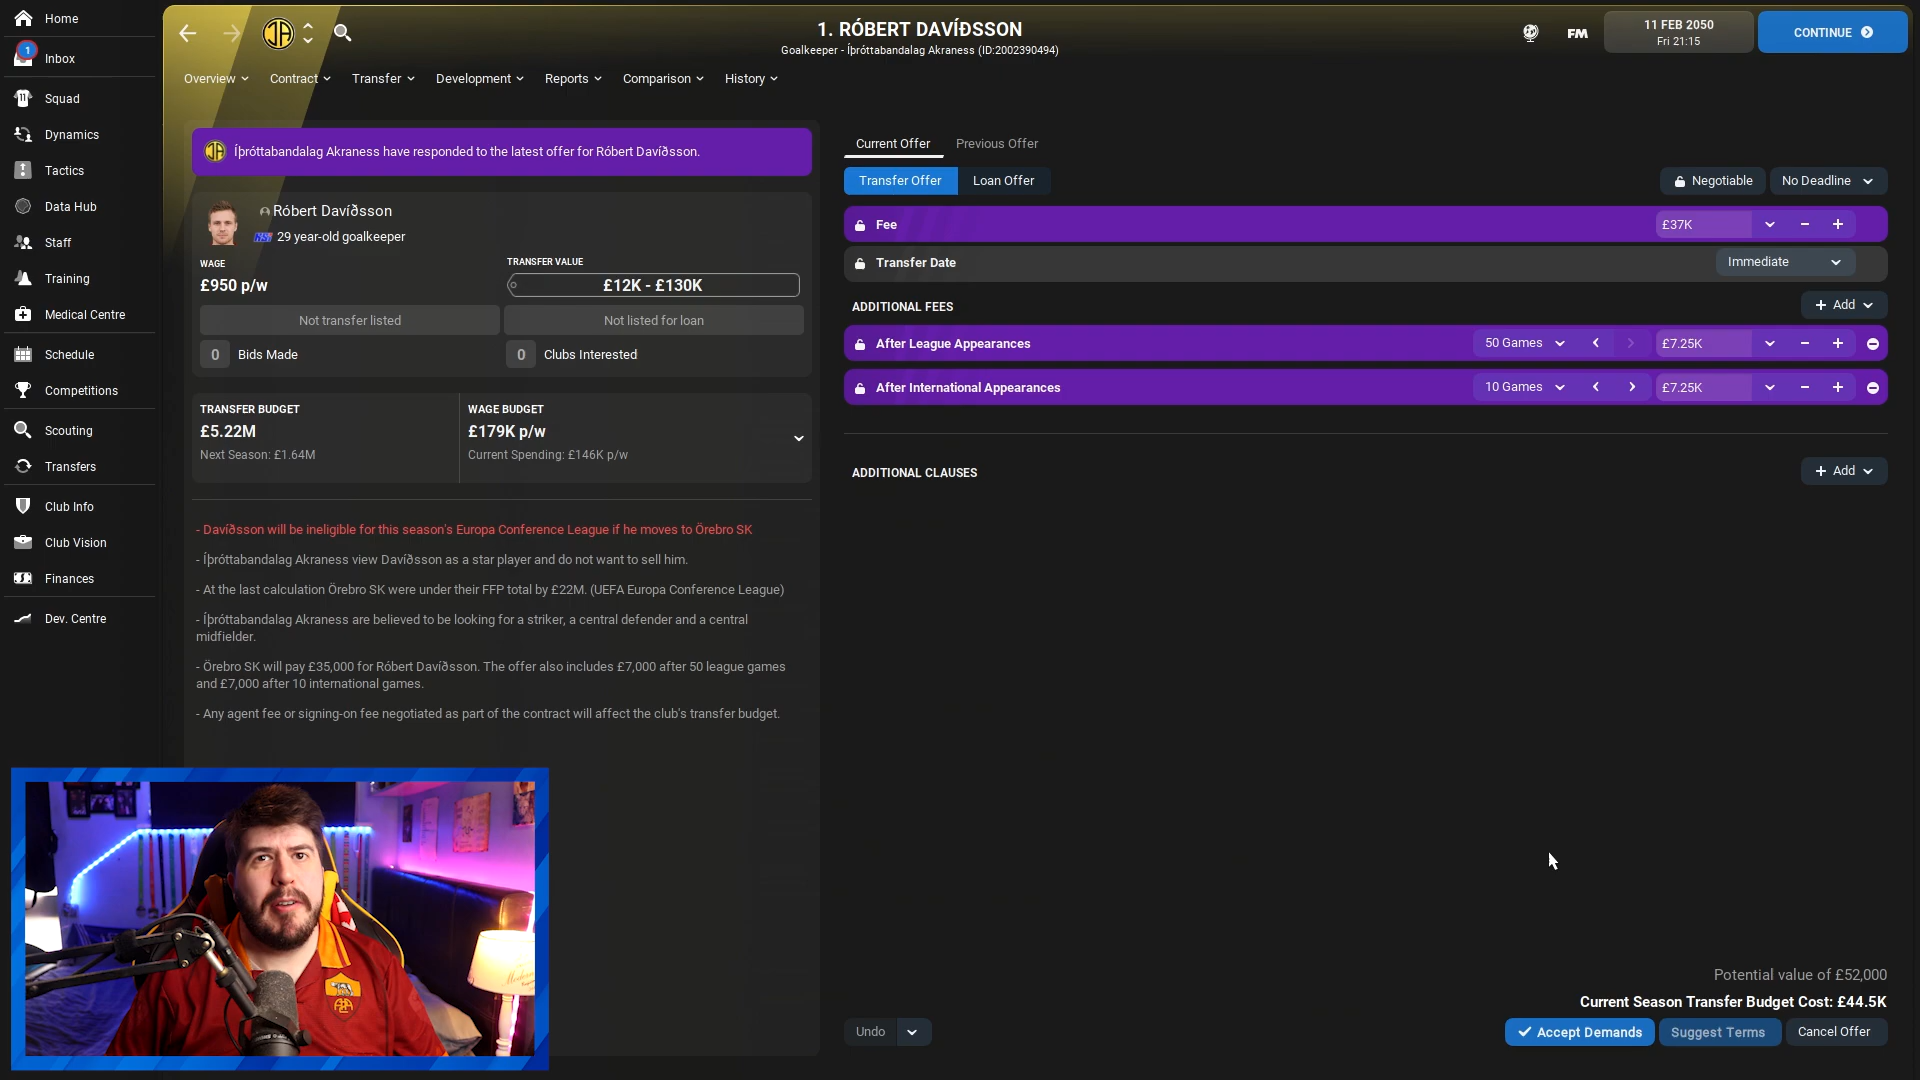 Home
Inbox
1
Squad
Dynamics
Tactics
Data Hub
Staff
Training
Medical Centre
Schedule
Competitions
Scouting
Transfers
Club Info
Club Vision
Finances
Dev. Centre
1. RÓBERT DAVÍÐSSON
Goalkeeper - Íþróttabandalag Akraness (ID:2002390494)
FM
11 FEB 2050
Fri 21:15
CONTINUE
Overview
Contract
Transfer
Development
Reports
Comparison
History
Íþróttabandalag Akraness have responded to the latest offer for Róbert Davíðsson.
Róbert Davíðsson
NSÍ 29 year-old goalkeeper
WAGE
£950 p/w
TRANSFER VALUE
£12K - £130K
Not transfer listed
Not listed for loan
0 Bids Made
0 Clubs Interested
TRANSFER BUDGET
£5.22M
Next Season: £1.64M
WAGE BUDGET
£179K p/w
Current Spending: £146K p/w
- Davíðsson will be ineligible for this season's Europa Conference League if he moves to Örebro SK
- Íþróttabandalag Akraness view Davíðsson as a star player and do not want to sell him.
- At the last calculation Örebro SK were under their FFP total by £22M. (UEFA Europa Conference League)
- Íþróttabandalag Akraness are believed to be looking for a striker, a central defender and a central
midfielder.
- Örebro SK will pay £35,000 for Róbert Davíðsson. The offer also includes £7,000 after 50 league games
and £7,000 after 10 international games.
- Any agent fee or signing-on fee negotiated as part of the contract will affect the club's transfer budget.
Current Offer
Previous Offer
Transfer Offer
Loan Offer
Negotiable
No Deadline
Fee
£37K
Transfer Date
Immediate
ADDITIONAL FEES
Add
After League Appearances
50 Games
£7.25K
After International Appearances
10 Games
£7.25K
ADDITIONAL CLAUSES
Add
Potential value of £52,000
Current Season Transfer Budget Cost: £44.5K
Undo
Accept Demands
Suggest Terms
Cancel Offer